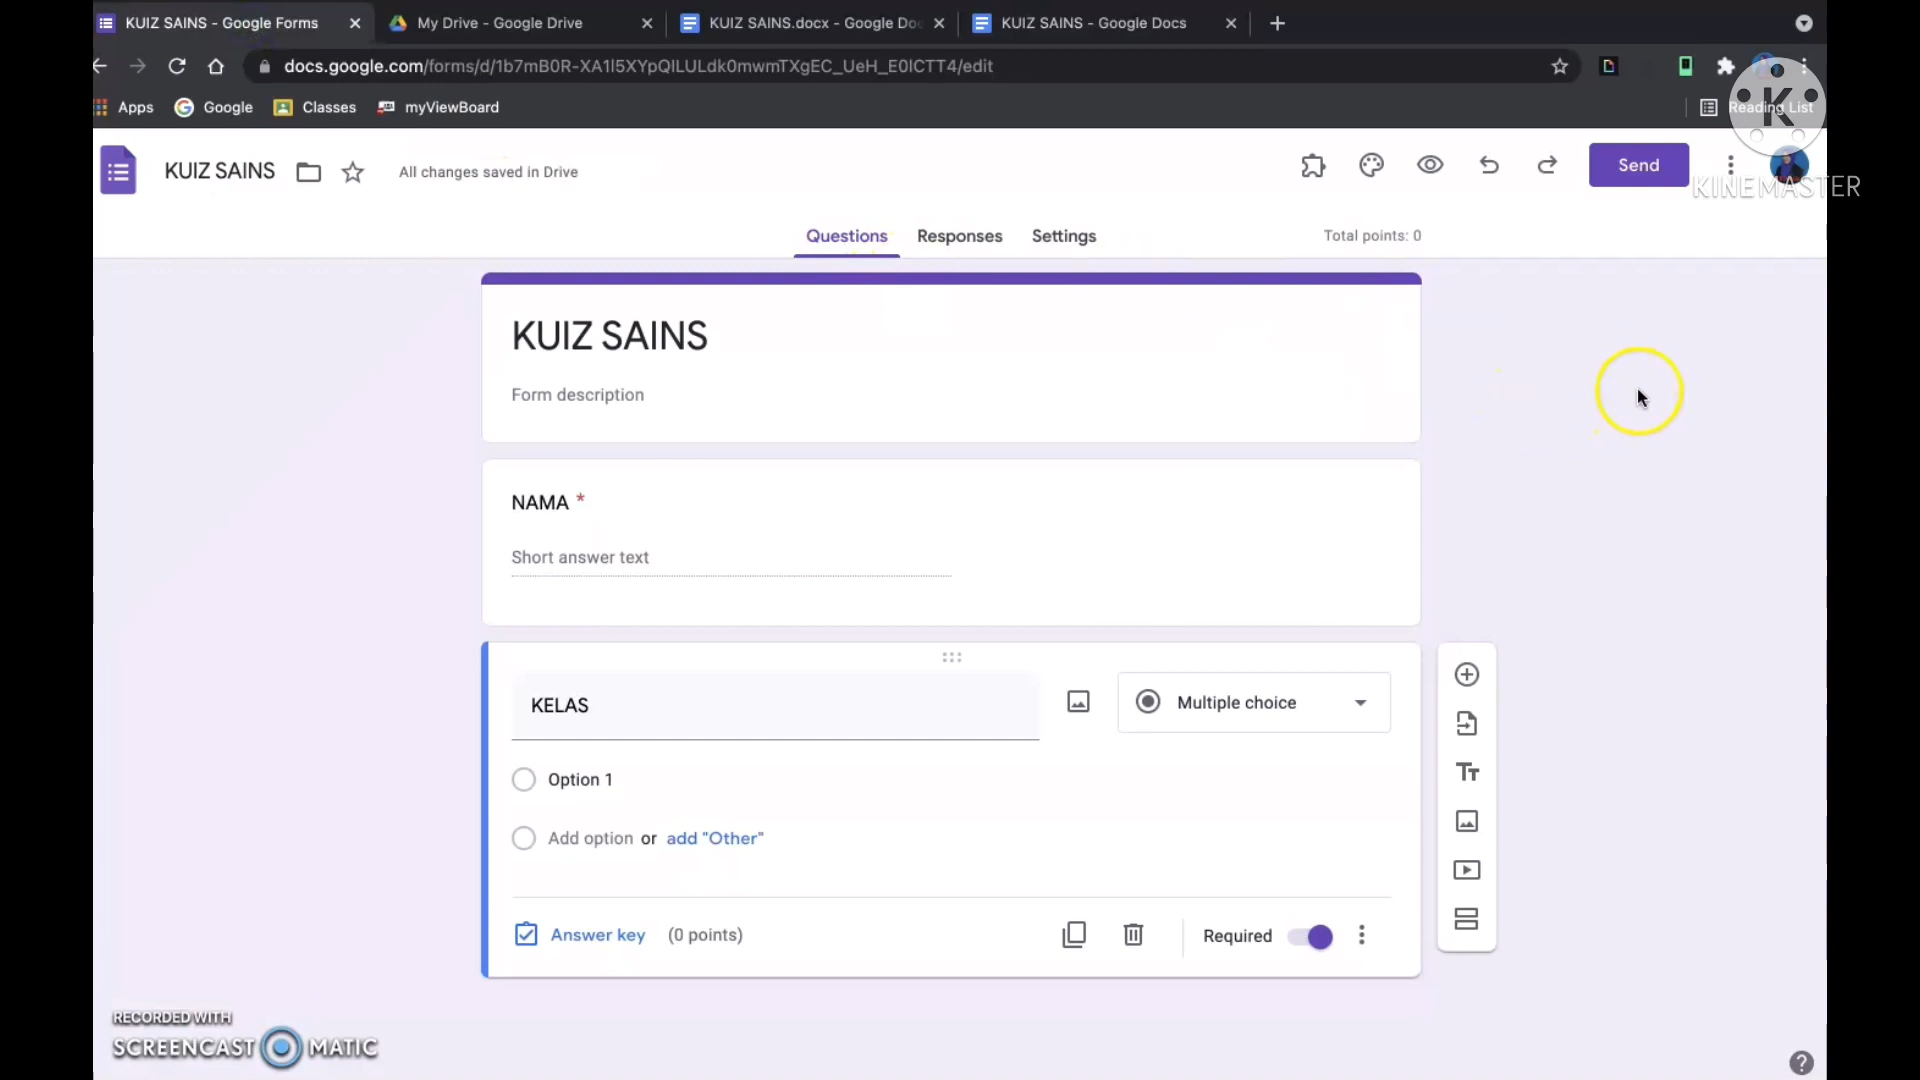 KUIZ SAINS - Google Forms
My Drive - Google Drive
KUIZ SAINS.docx - Google Doc
KUIZ SAINS - Google Docs
docs.google.com/forms/d/1b7mB0R-XA1l5XYpQILULdk0mwmTXgEC_UeH_E0ICTT4/edit
Apps
Google
Classes
myViewBoard
Reading List
K
KINEMASTER
KUIZ SAINS
All changes saved in Drive
Send
Questions
Responses
Settings
Total points: 0
KUIZ SAINS
Form description
NAMA *
Short answer text
KELAS
Multiple choice
Option 1
Add option or add "Other"
Answer key (0 points)
Required
RECORDED WITH
SCREENCAST MATIC